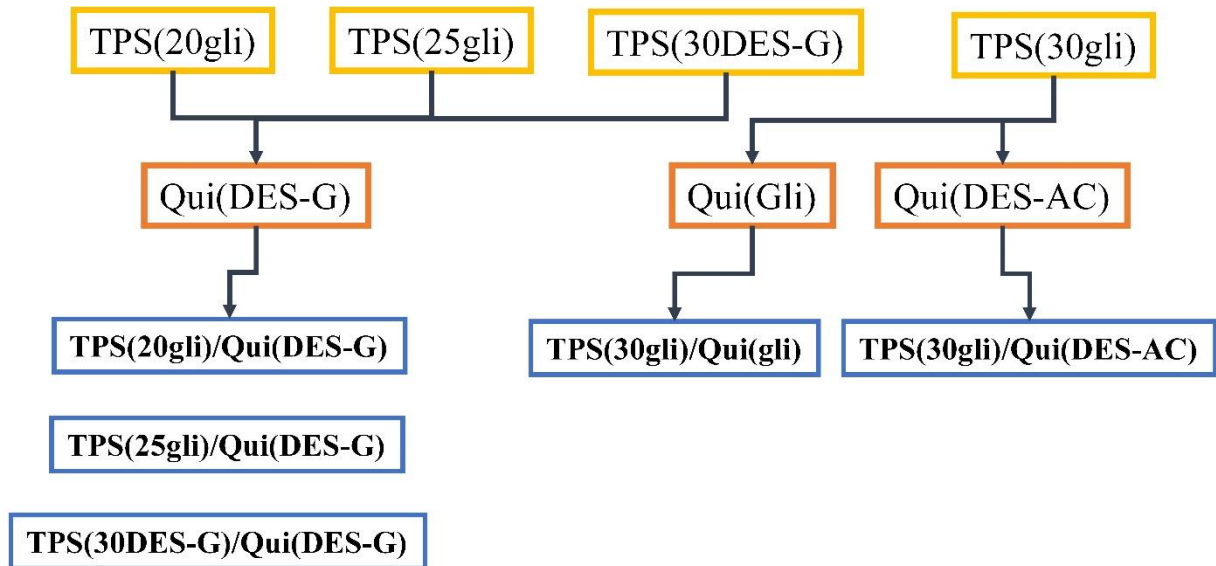 TPS(20gli)
TPS(25gli)
TPS(30DES-G)
TPS(30gli)
Qui(DES-G)
Qui(Gli)
Qui(DES-AC)
TPS(20gli)/Qui(DES-G)
TPS(30gli)/Qui(gli)
TPS(30gli)/Qui(DES-AC)
TPS(25gli)/Qui(DES-G)
TPS(30DES-G)/Qui(DES-G)